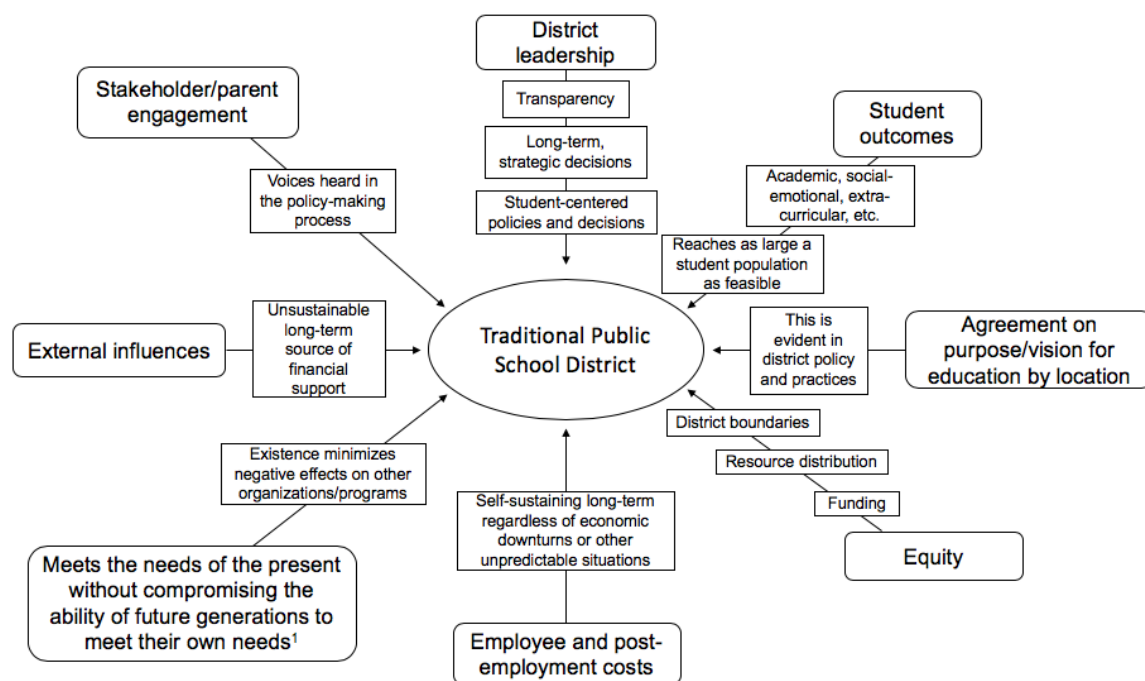 District
leadership
Transparency
Long-term,
strategic decisions
Student-centered
policies and decisions
Stakeholder/parent
engagement
Voices heard in
the policy-making
process
Student
outcomes
Academic, social-
emotional, extra-
curricular, etc.
Reaches as large a
student population
as feasible
External influences
Unsustainable
long-term
source of
financial
support
Traditional Public
School District
This is
evident in
district policy
and practices
Agreement on
purpose/vision for
education by location
District boundaries
Resource distribution
Funding
Equity
Existence minimizes
negative effects on other
organizations/programs
Meets the needs of the present
without compromising the
ability of future generations to
meet their own needs¹
Self-sustaining long-term
regardless of economic
downturns or other
unpredictable situations
Employee and post-
employment costs